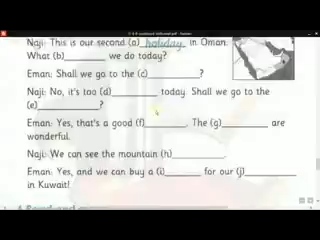 Naji: This is our second (a) holiday in Oman.
What (b)________ we do today?
Eman: Shall we go to the (c)__________?
Naji: No, it's too (d)________ today. Shall we go to the
(e)____________?
Eman: Yes, that's a good (f)________. The (g)__________ are
wonderful.
Naji: We can see the mountain (h)__________.
Eman: Yes, and we can buy a (i)________ for our (j)__________
in Kuwait!